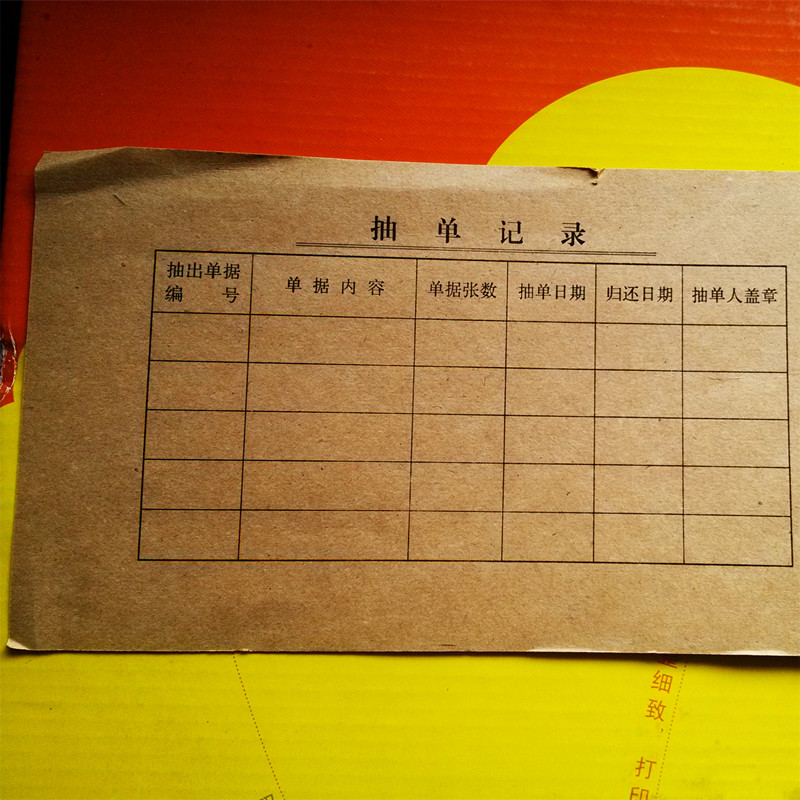 抽单记录
抽出单据 单据内容 单据张数 抽单日期 归还日期 抽单人盖章
编号
细致，
打
印